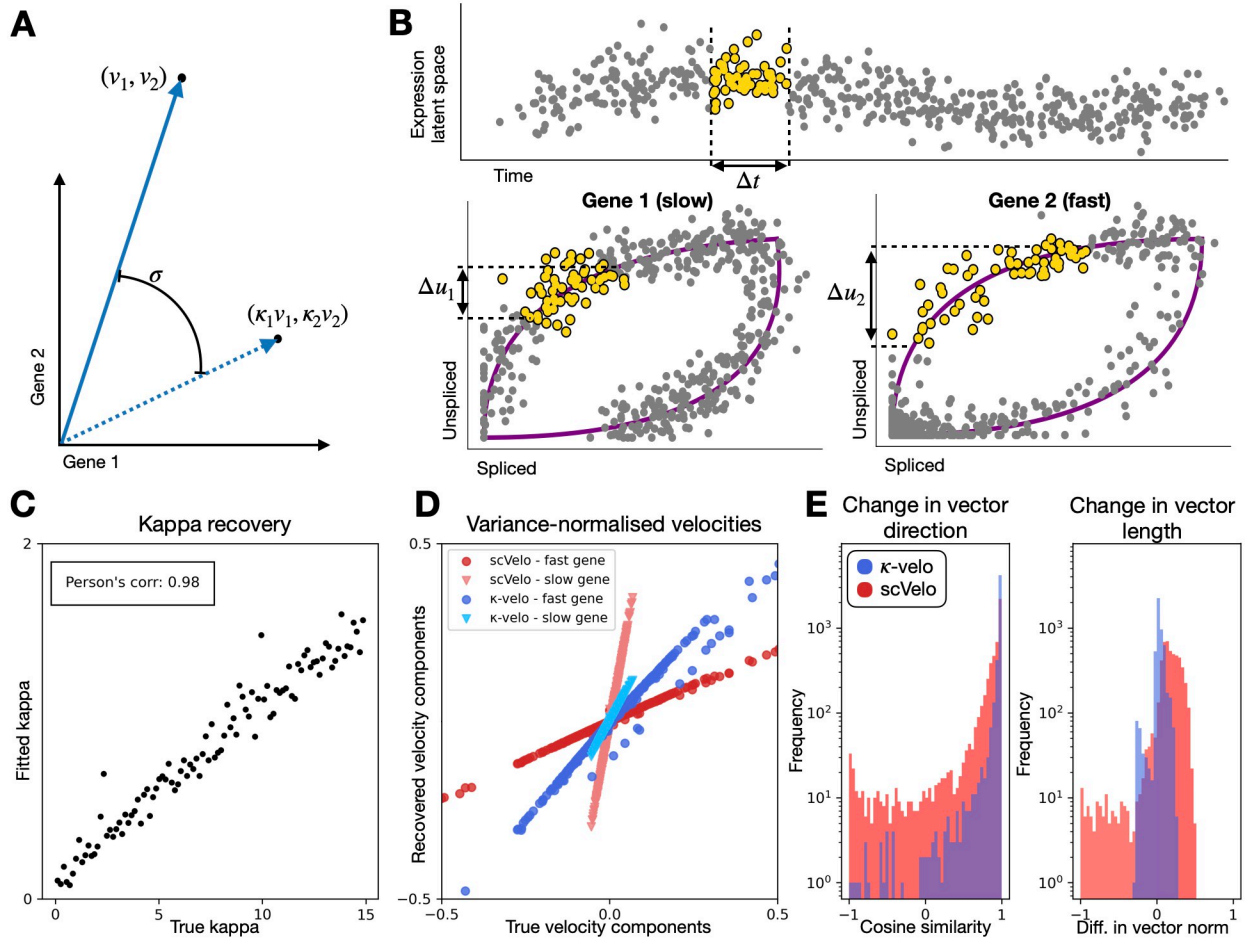 A
(v₁, v₂)
σ
(κ₁v₁, κ₂v₂)
Gene 2
Gene 1
B
Expression
latent space
Time
Δt
Gene 1 (slow)
Δu₁
Unspliced
Spliced
Gene 2 (fast)
Δu₂
Unspliced
Spliced
C
Kappa recovery
2
Person's corr: 0.98
Fitted kappa
0
0 5 10 15
True kappa
D
Variance-normalised velocities
0.5
scVelo - fast gene
scVelo - slow gene
κ-velo - fast gene
κ-velo - slow gene
Recovered velocity components
-0.5
−0.5 0.0 0.5
True velocity components
E
Change in vector
direction
κ-velo
scVelo
Frequency
10³
10²
10¹
10⁰
−1 0 1
Cosine similarity
Change in vector
length
Frequency
10³
10²
10¹
10⁰
−1 0 1
Diff. in vector norm